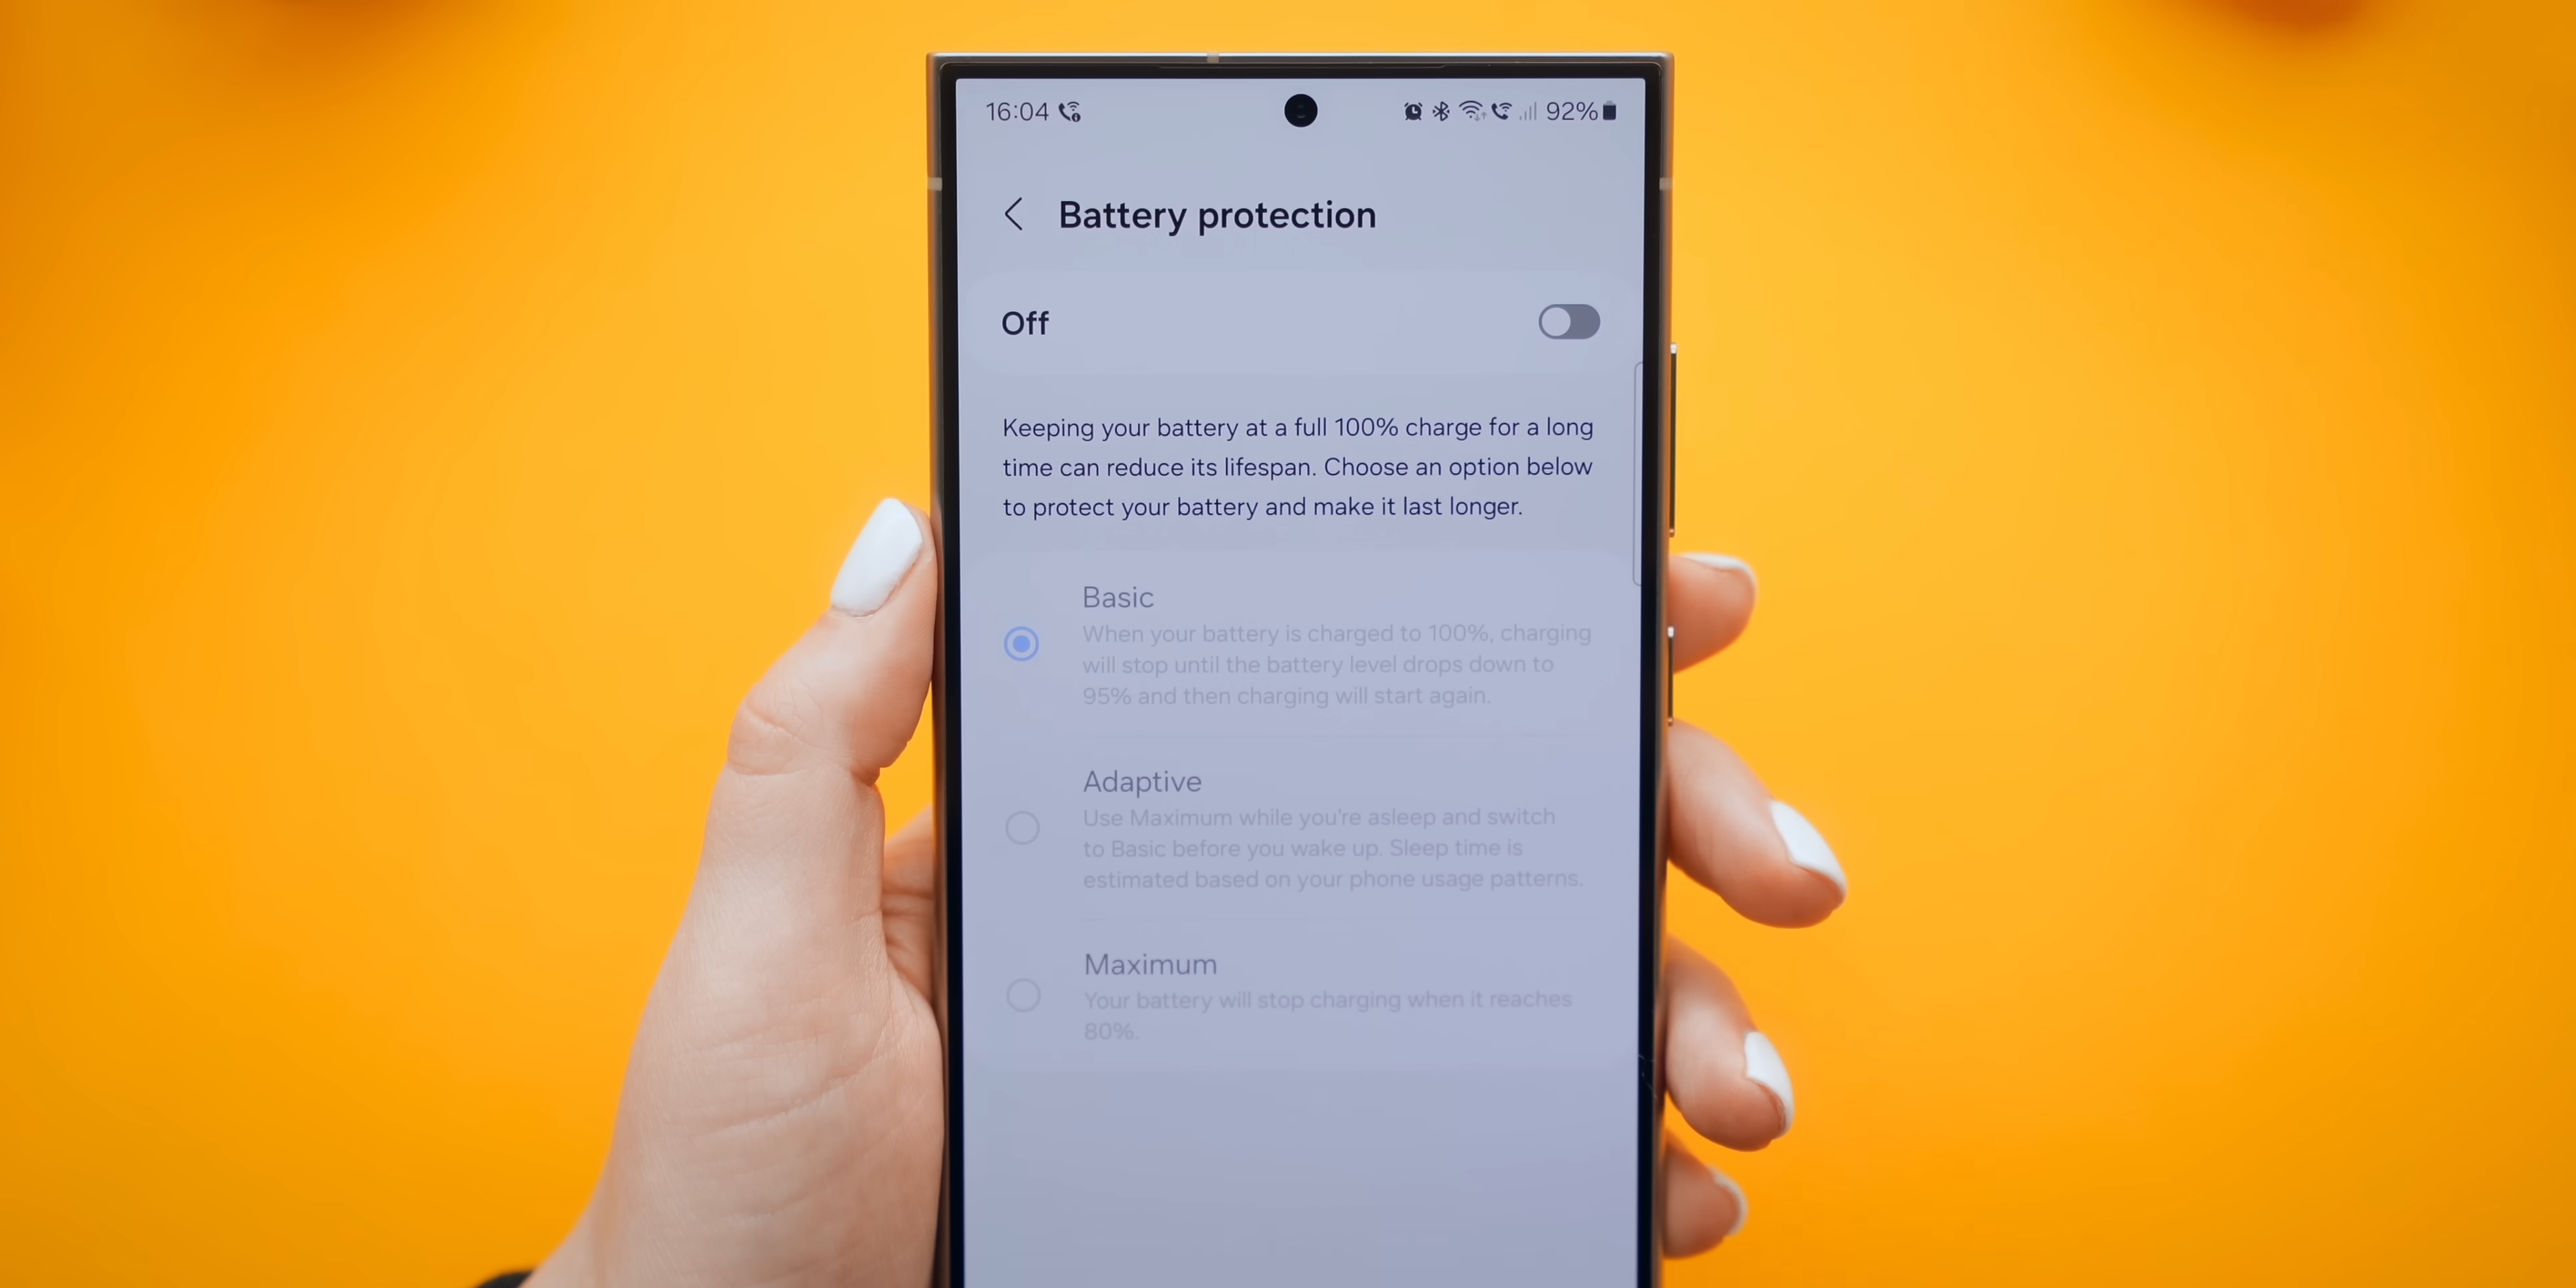 16:04 92%
Battery protection
Off
Keeping your battery at a full 100% charge for a long
time can reduce its lifespan. Choose an option below
to protect your battery and make it last longer.
Basic
When your battery is charged to 100%, charging
will stop until the battery level drops down to
95% and then charging will start again.
Adaptive
Use Maximum while you're asleep and switch
to Basic before you wake up. Sleep time is
estimated based on your phone usage patterns.
Maximum
Your battery will stop charging when it reaches
80%.